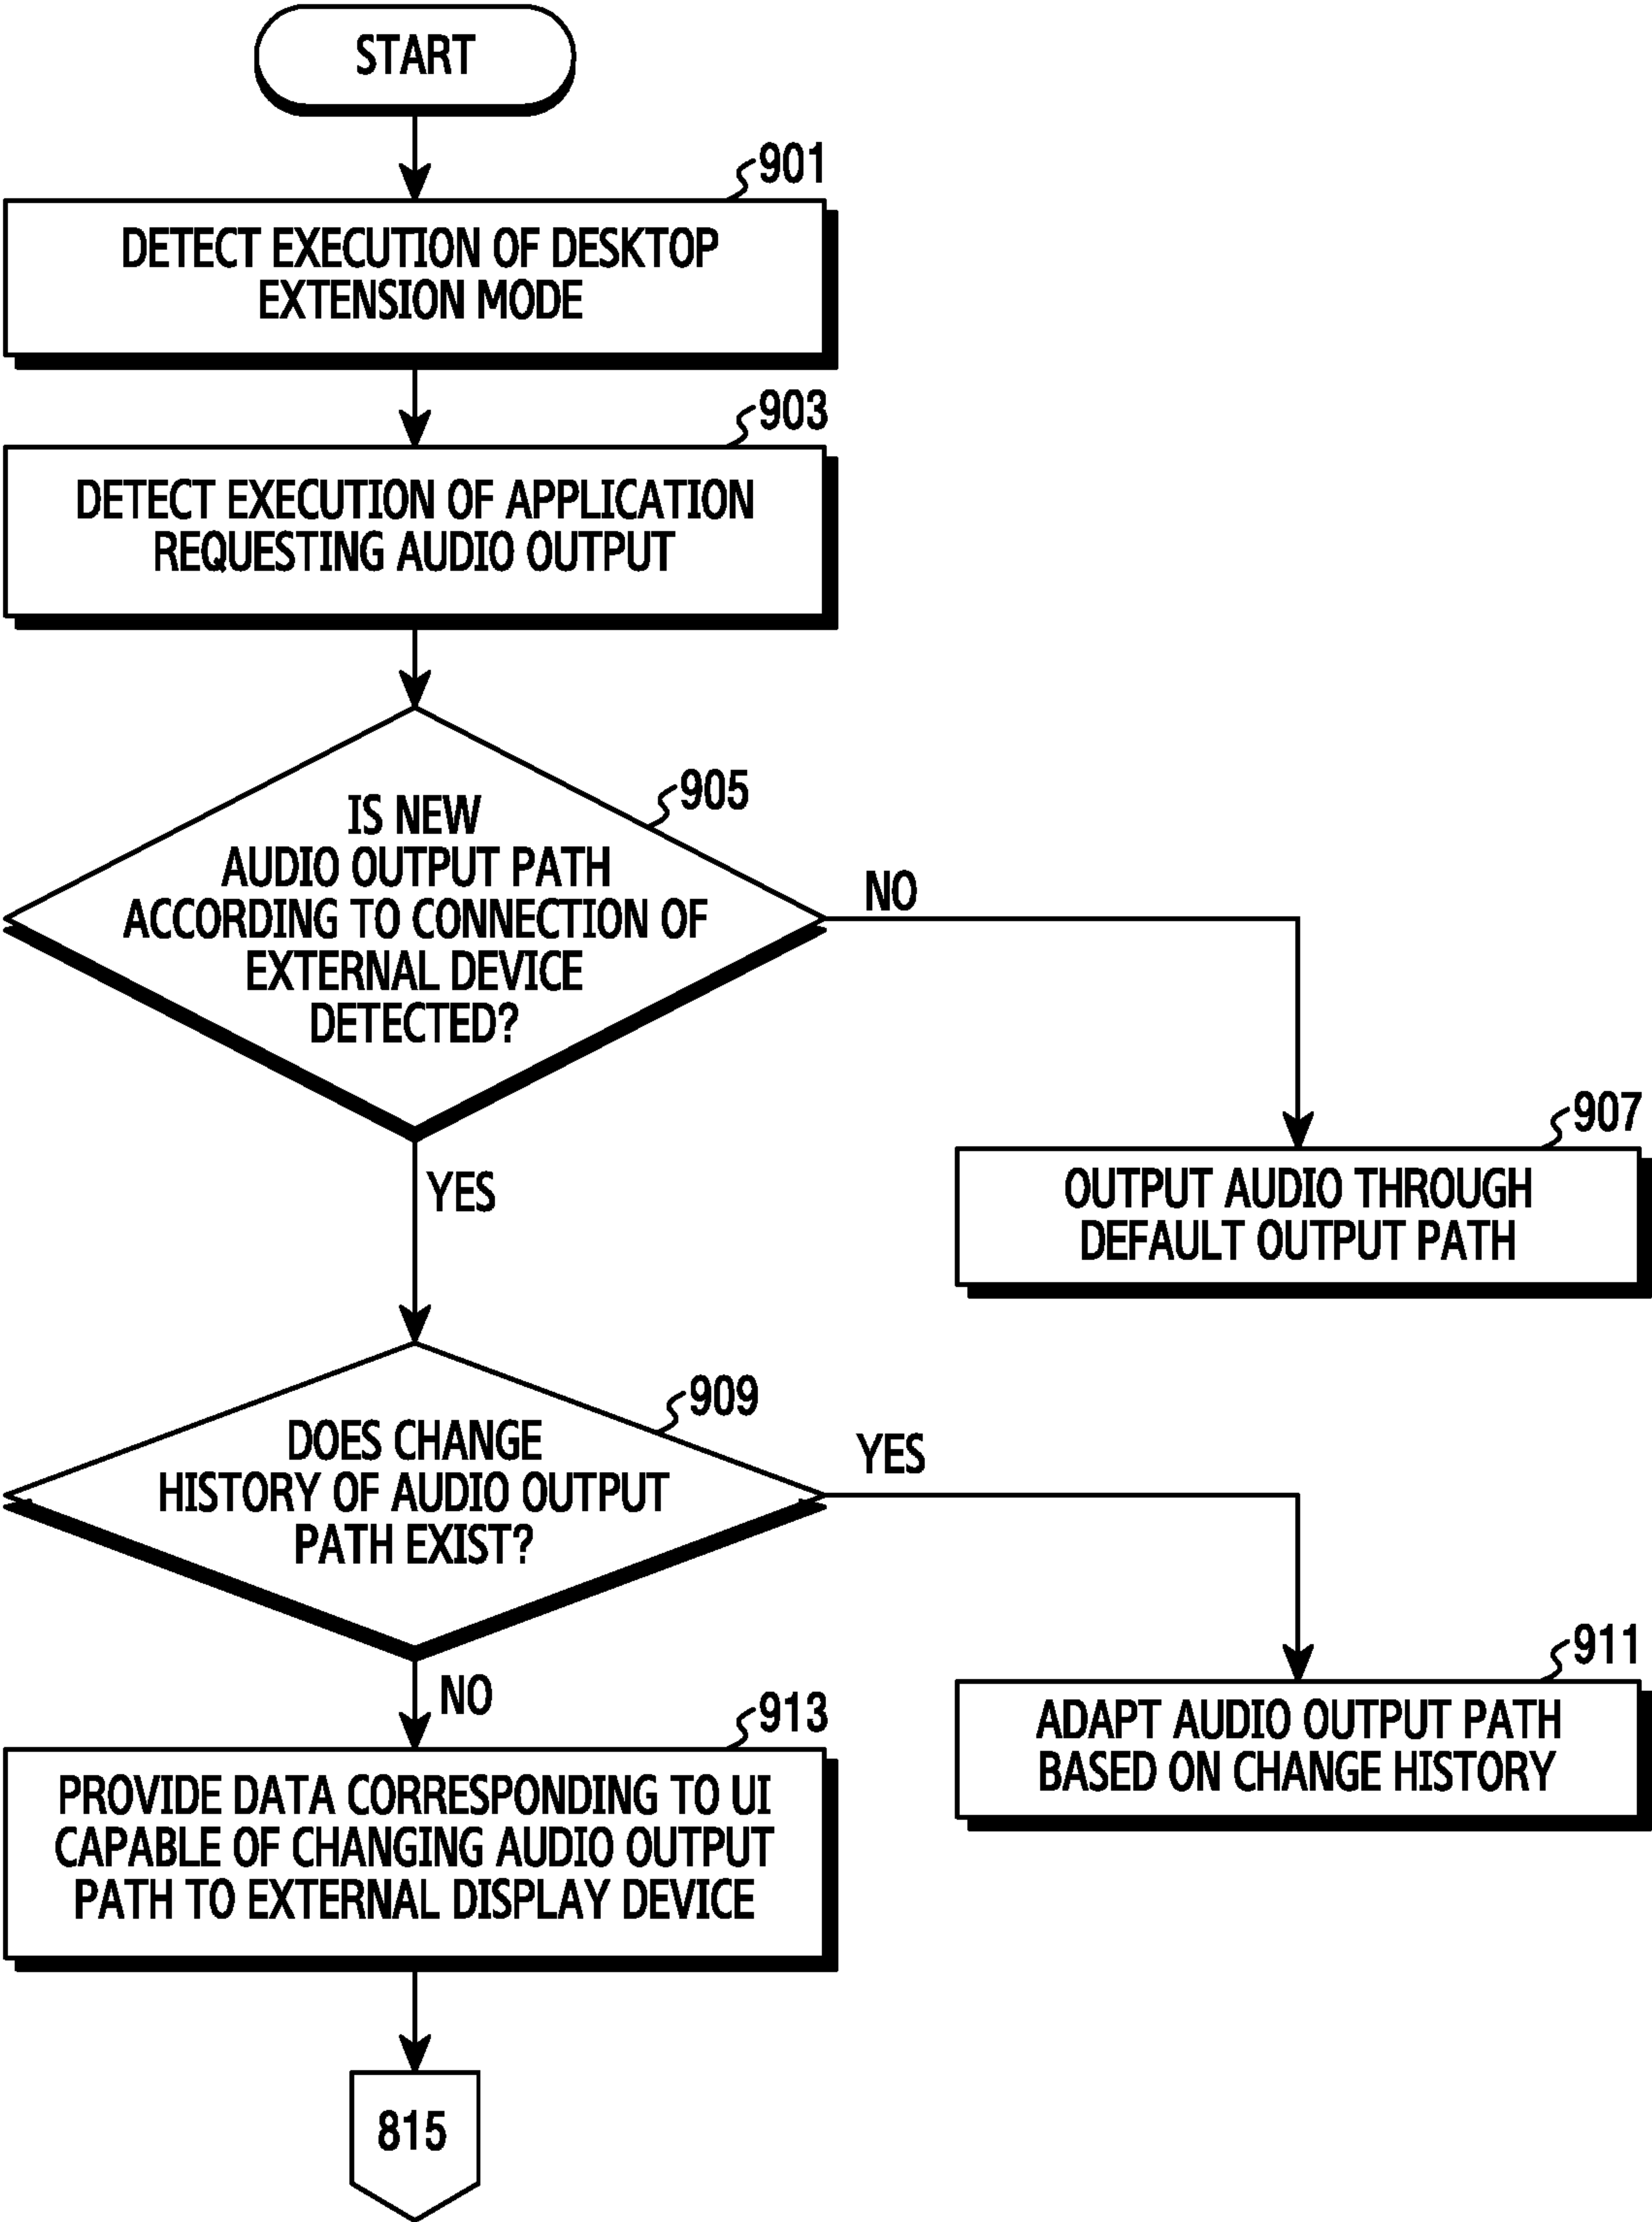 START
901
DETECT EXECUTION OF DESKTOP
EXTENSION MODE
903
DETECT EXECUTION OF APPLICATION
REQUESTING AUDIO OUTPUT
905
IS NEW
AUDIO OUTPUT PATH
ACCORDING TO CONNECTION OF
EXTERNAL DEVICE
DETECTED?
NO
907
OUTPUT AUDIO THROUGH
DEFAULT OUTPUT PATH
YES
909
DOES CHANGE
HISTORY OF AUDIO OUTPUT
PATH EXIST?
YES
911
ADAPT AUDIO OUTPUT PATH
BASED ON CHANGE HISTORY
NO
913
PROVIDE DATA CORRESPONDING TO UI
CAPABLE OF CHANGING AUDIO OUTPUT
PATH TO EXTERNAL DISPLAY DEVICE
815